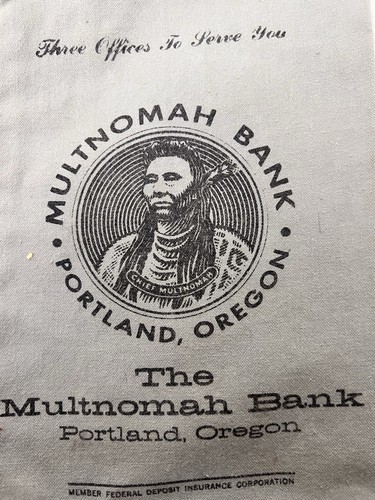 Three Offices To Serve You
MULTNOMAH BANK
• PORTLAND, OREGON •
CHIEF MULTNOMAH
The
Multnomah Bank
Portland, Oregon
MEMBER FEDERAL DEPOSIT INSURANCE CORPORATION